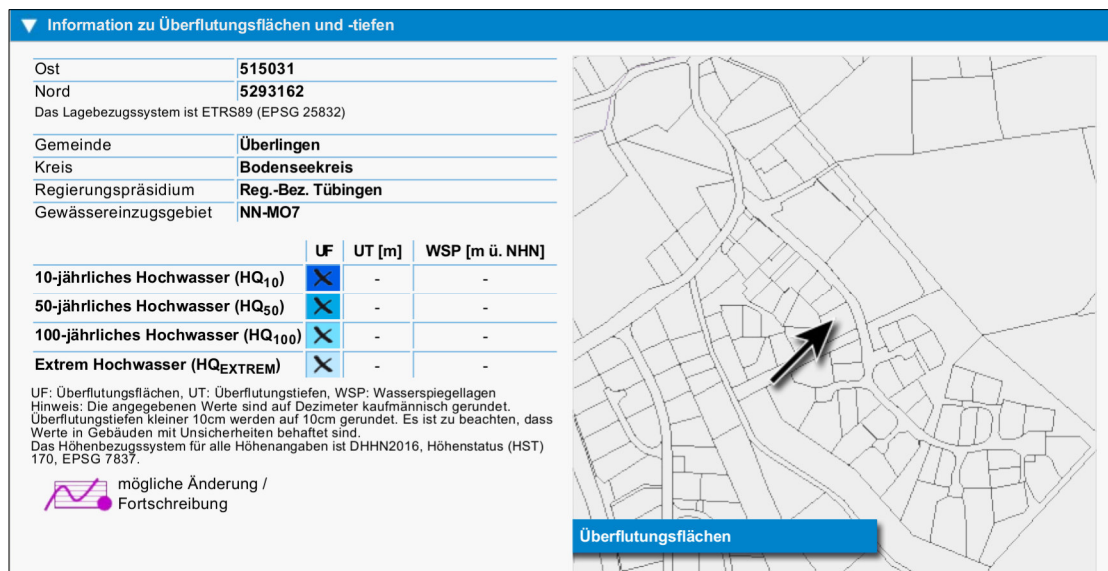 Information zu Überflutungsflächen und -tiefen
Ost 515031
Nord 5293162
Das Lagebezugssystem ist ETRS89 (EPSG 25832)
Gemeinde Überlingen
Kreis Bodenseekreis
Regierungspräsidium Reg.-Bez. Tübingen
Gewässereinzugsgebiet NN-MO7
UF UT [m] WSP [m ü. NHN]
10-jährliches Hochwasser (HQ10) - -
50-jährliches Hochwasser (HQ50) - -
100-jährliches Hochwasser (HQ100) - -
Extrem Hochwasser (HQEXTREM) - -
UF: Überflutungsflächen, UT: Überflutungstiefen, WSP: Wasserspiegellagen
Hinweis: Die angegebenen Werte sind auf Dezimeter kaufmännisch gerundet.
Überflutungstiefen kleiner 10cm werden auf 10cm gerundet. Es ist zu beachten, dass
Werte in Gebäuden mit Unsicherheiten behaftet sind.
Das Höhenbezugssystem für alle Höhenangaben ist DHHN2016, Höhenstatus (HST)
170, EPSG 7837.
mögliche Änderung /
Fortschreibung
Überflutungsflächen